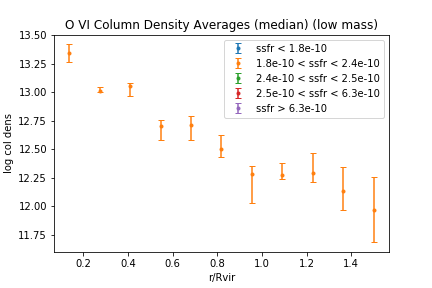 O VI Column Density Averages (median) (low mass)
13.50
13.25
13.00
12.75
12.50
12.25
12.00
11.75
log col dens
ssfr < 1.8e-10
1.8e-10 < ssfr < 2.4e-10
2.4e-10 < ssfr < 2.5e-10
2.5e-10 < ssfr < 6.3e-10
ssfr > 6.3e-10
0.2 0.4 0.6 0.8 1.0 1.2 1.4
r/Rvir